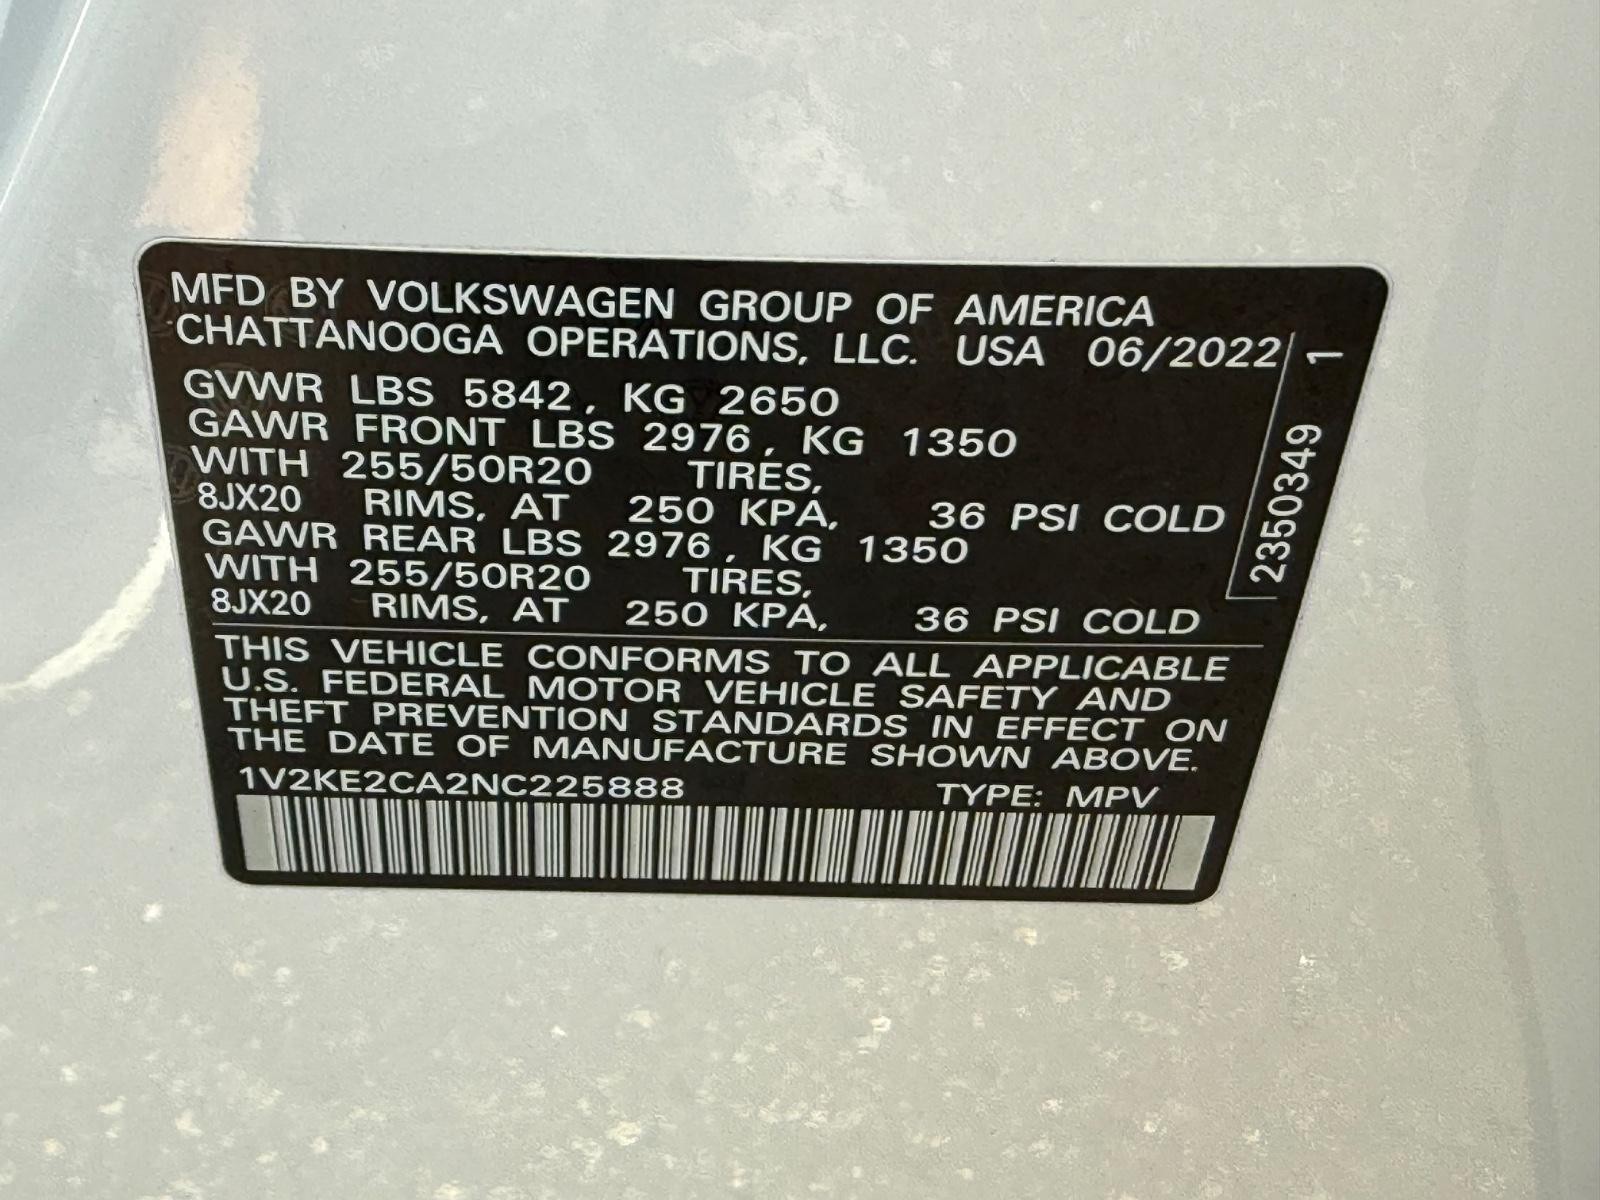 MFD BY VOLKSWAGEN GROUP OF AMERICA
CHATTANOOGA OPERATIONS, LLC. USA 06/2022
GVWR LBS 5842, KG 2650
GAWR FRONT LBS 2976, KG 1350
WITH 255/50R20 TIRES,
8JX20 RIMS, AT 250 KPA, 36 PSI COLD
GAWR REAR LBS 2976, KG 1350
WITH 255/50R20 TIRES,
8JX20 RIMS, AT 250 KPA, 36 PSI COLD
THIS VEHICLE CONFORMS TO ALL APPLICABLE
U.S. FEDERAL MOTOR VEHICLE SAFETY AND
THEFT PREVENTION STANDARDS IN EFFECT ON
THE DATE OF MANUFACTURE SHOWN ABOVE.
1V2KE2CA2NC225888 TYPE: MPV
2350349 1